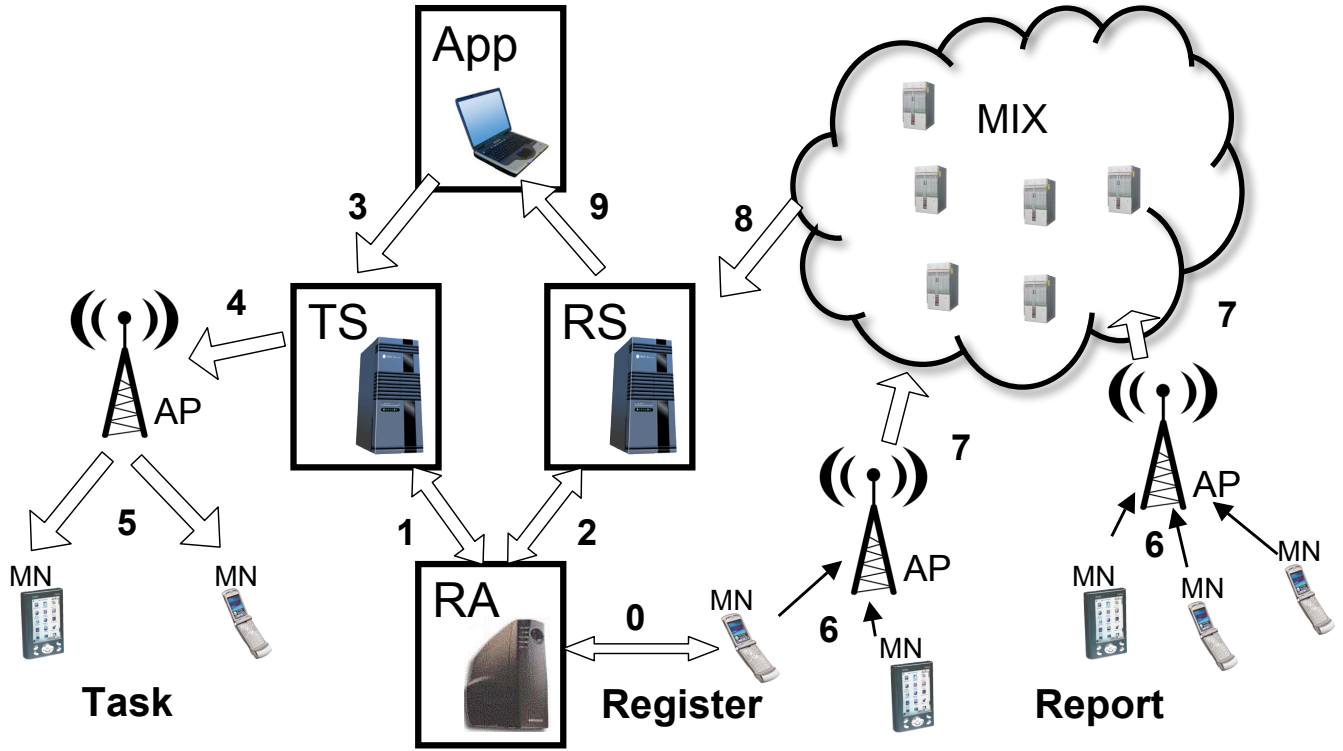 App
MIX
3
9
8
4
TS
RS
7
AP
7
AP
5
1
2
6
MN
MN
RA
0
MN
AP
6
MN
MN
MN
MN
Task
Register
Report